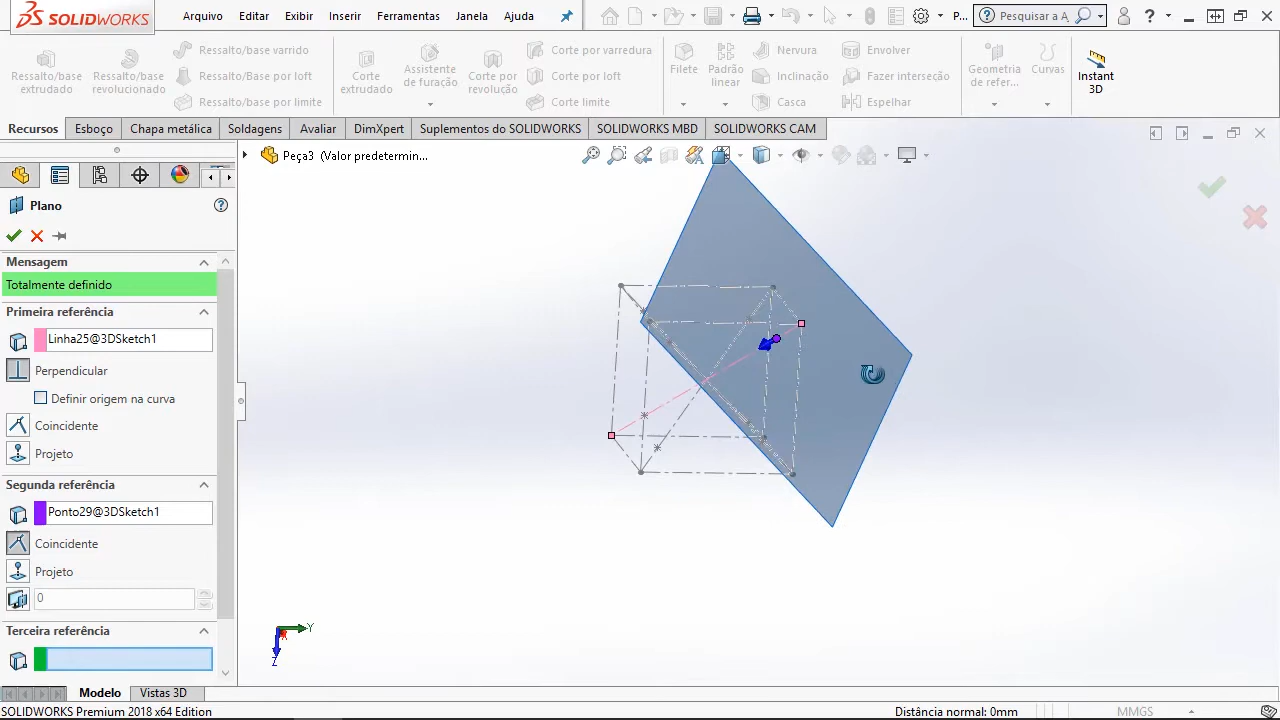 SOLIDWORKS
Arquivo Editar Exibir Inserir Ferramentas Janela Ajuda
P...
Pesquisar a A
Ressalto/base extrudado
Ressalto/base revolucionado
Ressalto/base varrido
Ressalto/Base por loft
Ressalto/base por limite
Corte extrudado
Assistente de furação
Corte por revolução
Corte por varredura
Corte por loft
Corte limite
Filete
Padrão linear
Nervura
Inclinação
Casca
Envolver
Fazer interseção
Espelhar
Geometria de refer...
Curvas
Instant 3D
Recursos Esboço Chapa metálica Soldagens Avaliar DimXpert Suplementos do SOLIDWORKS SOLIDWORKS MBD SOLIDWORKS CAM
Peça3 (Valor predetermin...
Plano
Mensagem
Totalmente definido
Primeira referência
Linha25@3DSketch1
Perpendicular
Definir origem na curva
Coincidente
Projeto
Segunda referência
Ponto29@3DSketch1
Coincidente
Projeto
0
Terceira referência
Y
X
Z
Modelo Vistas 3D
SOLIDWORKS Premium 2018 x64 Edition
Distância normal: 0mm
MMGS